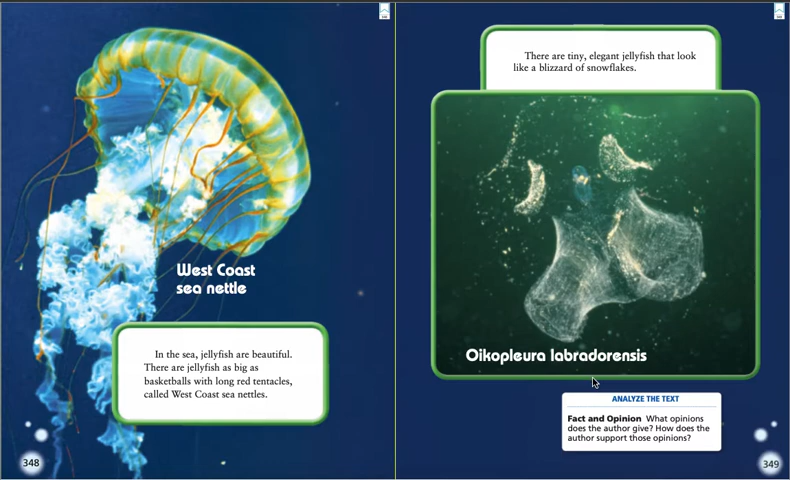 West Coast
sea nettle
In the sea, jellyfish are beautiful.
There are jellyfish as big as
basketballs with long red tentacles,
called West Coast sea nettles.
348
There are tiny, elegant jellyfish that look
like a blizzard of snowflakes.
Oikopleura labradorensis
ANALYZE THE TEXT
Fact and Opinion What opinions
does the author give? How does the
author support those opinions?
349